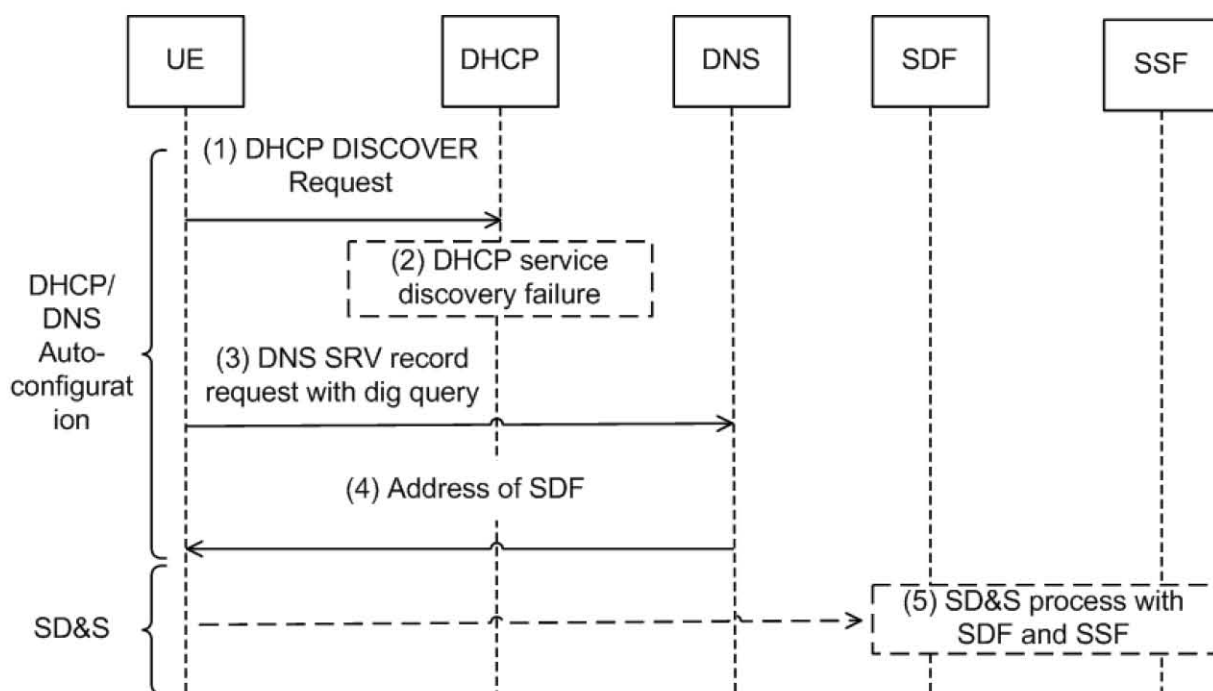 UE
DHCP
DNS
SDF
SSF
(1) DHCP DISCOVER
Request
(2) DHCP service
discovery failure
DHCP/
DNS
Auto-
configurat
ion
(3) DNS SRV record
request with dig query
(4) Address of SDF
SD&S
(5) SD&S process with
SDF and SSF